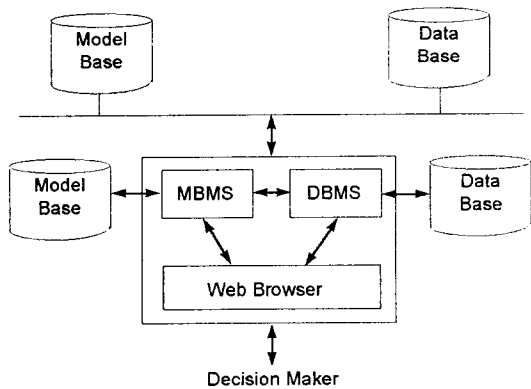 Model
Base
Data
Base
Model
Base
MBMS
DBMS
Data
Base
Web Browser
Decision Maker